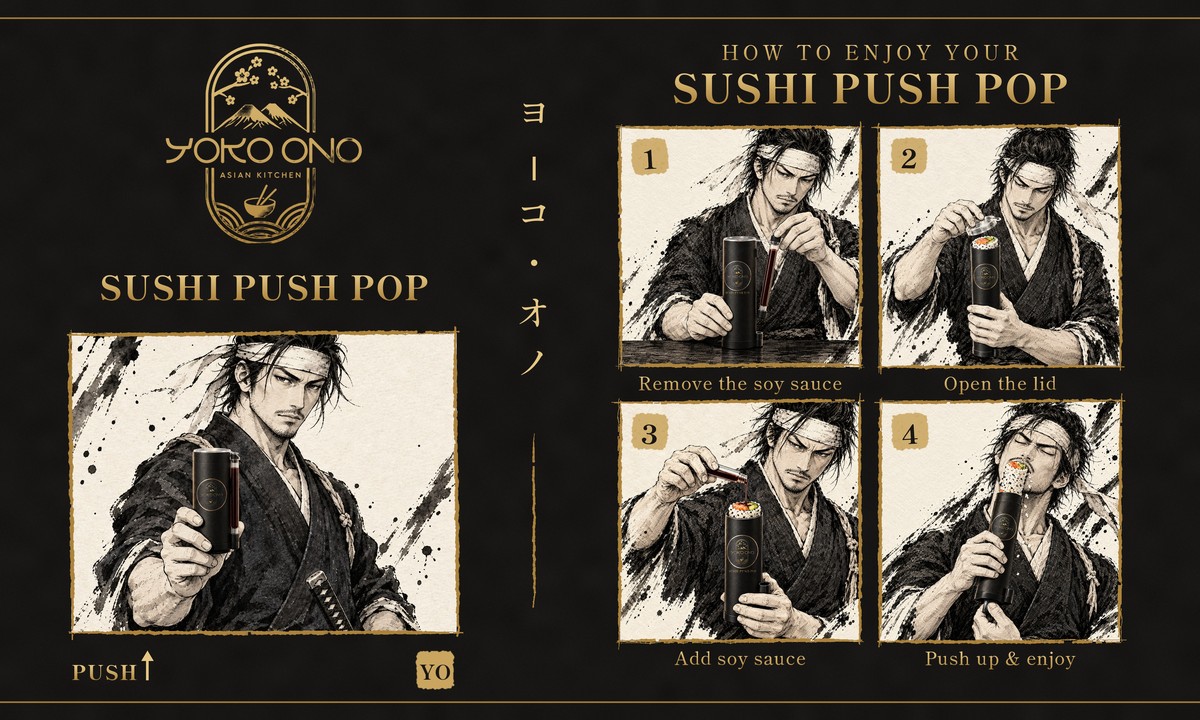 YOKO ONO
ASIAN KITCHEN
SUSHI PUSH POP
PUSH
YO
ヨーコ・オノ
HOW TO ENJOY YOUR
SUSHI PUSH POP
1
2
Remove the soy sauce
Open the lid
3
4
Add soy sauce
Push up & enjoy